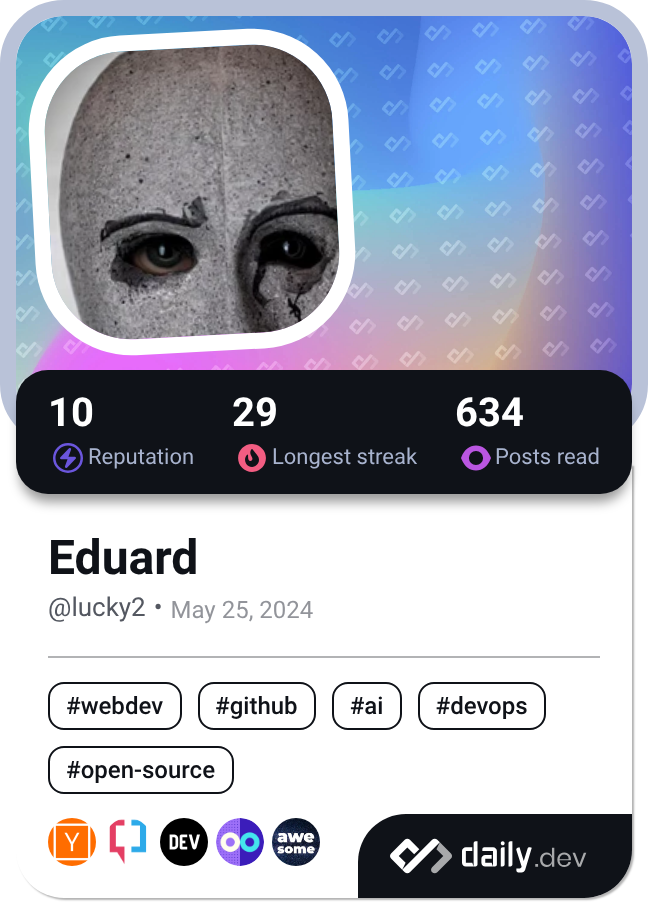 10 29 634
Reputation Longest streak Posts read
Eduard
@lucky2 • May 25, 2024
#webdev #github #ai #devops
#open-source
Y DEV awe some
daily.dev